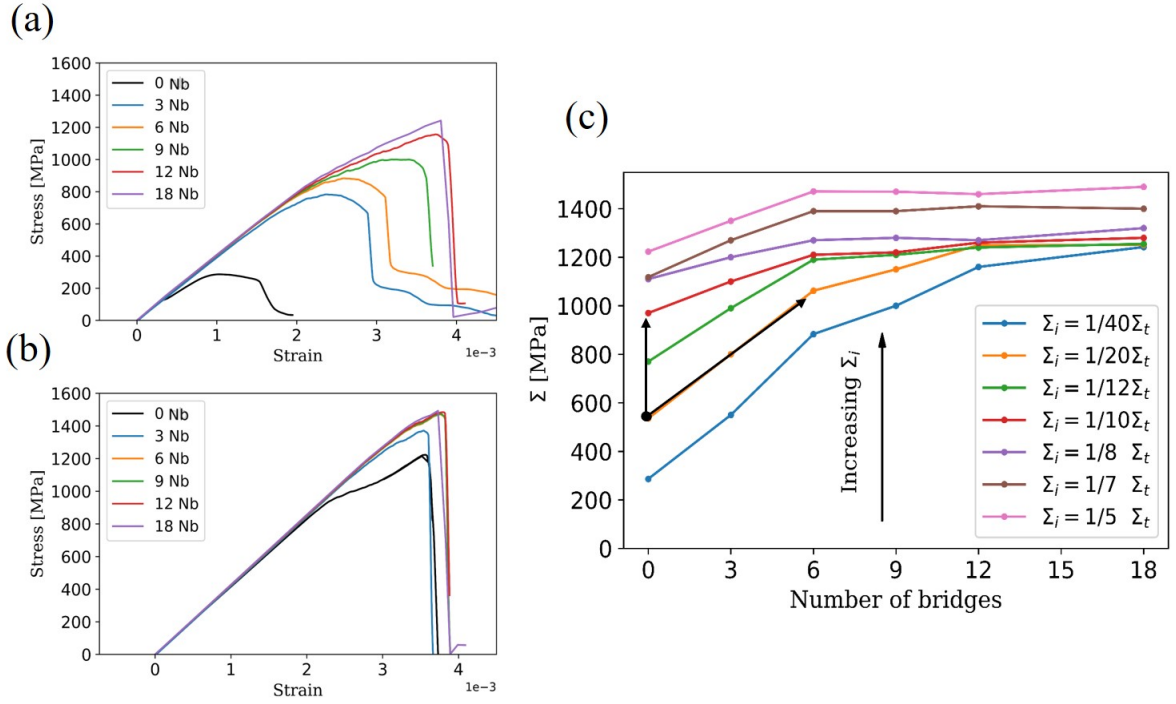 (a)
1600
1400
1200
1000
800
600
400
200
0
Stress [MPa]
0 Nb
3 Nb
6 Nb
9 Nb
12 Nb
18 Nb
0 1 2 3 4
1e−3
Strain
(b)
1600
1400
1200
1000
800
600
400
200
0
Stress [MPa]
0 Nb
3 Nb
6 Nb
9 Nb
12 Nb
18 Nb
0 1 2 3 4
1e−3
Strain
(c)
1400
1200
1000
800
600
400
200
0
Σ [MPa]
Increasing Σi
Σi = 1/40Σt
Σi = 1/20Σt
Σi = 1/12Σt
Σi = 1/10Σt
Σi = 1/8 Σt
Σi = 1/7 Σt
Σi = 1/5 Σt
0 3 6 9 12 15 18
Number of bridges